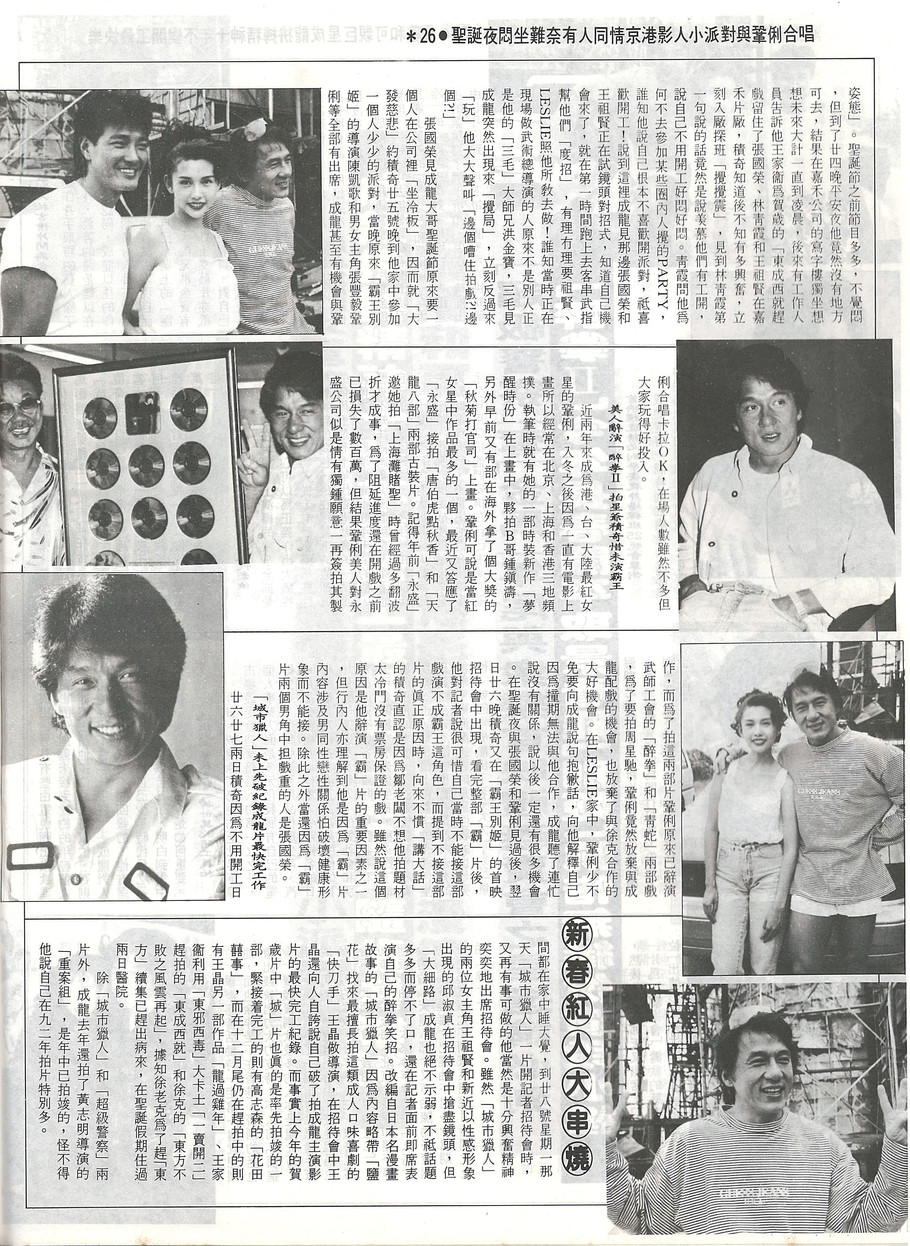 *26●聖誕夜悶坐難奈有人同情京港影人小派對與鞏俐合唱
姿態」。聖誕節之前節目多多,不覺悶
,但到了廿四晚平安夜他竟然沒有地方
可去,結果在嘉禾公司的寫字樓獨坐想
想未來大計一直到凌晨,後來有工作人
員告訴他王家衞爲賀歲的「東成西就趕
戲留住了張國榮、林靑霞和王祖賢在嘉
禾片廠,積奇知道後不知有多興奮,立
刻入廠探班「攪攪震」,見到林靑霞第
一句說的話竟然是說羨慕他們有工開,
說自己不用開工好悶好悶。靑霞問他爲
何不去參加某些圈內人攪的PARTY,
誰知他說自己根本不喜歡開派對,祗喜
歡開工!說到這裡成龍見那邊張國榮和
王祖賢正在試鏡頭對招式,知道自己機
會來了,就在第一時間跑上去客串武指
幫他們「度招」,有理冇理要祖賢、
LESLIE照他所敎去做!誰知當時正在
現場做武術總導演的人原來不是別人正
是他的「三毛」大師兄洪金寶,三毛見
成龍突然出現來「攪局」,立刻反過來
「玩」他大大聲叫「邊個嘈住拍戲?!邊
個?!」
張國榮見成龍大哥聖誕節原來要一
個人在公司裡「坐冷板」,因而就「大
發慈悲」約積奇廿五號晚到他家中參加
一個人少少的派對,當晚原來「霸王別
姬」的導演陳凱歌和男女主角張豐毅鞏
俐等全部有出席,成龍甚至有機會與鞏
俐合唱卡拉OK,在場人數雖然不多但
大家玩得好投入。
美人辭演「醉拳II」拍星爺積奇惜未演霸王
近兩年來成爲港、台、大陸最紅女
星的鞏俐,入冬之後因爲一直有電影上
畫所以經常在北京、上海和香港三地頻
撲。執筆時就有她的一部時裝新作「夢
醒時份」在上畫中,夥拍B哥鍾鎭濤,
另外早前又有部在海外拿了個大獎的
「秋菊打官司」上畫。鞏俐可說是當紅
女星中作品最多的一個,最近又答應了
「永盛」接拍「唐伯虎點秋香」和「天
龍八部」兩部古裝片。記得年前「永盛」
邀她拍「上海灘賭聖」時曾經過多翻波
折才成事,爲了阻延進度還在開戲之前
已損失了數百萬,但結果鞏俐美人對永
盛公司似是情有獨鍾願意一再簽拍其製
作,而爲了拍這兩部片鞏俐原來已辭演
武師工會的「醉拳」和「靑蛇」兩部戲
,爲了要拍周星馳,鞏俐竟然放棄與成
龍配戲的機會,也放棄了與徐克合作的
大好機會。在LESLIE家中,鞏俐少不
免要向成龍說句抱歉話,向他解釋自己
因爲撞期無法與他合作,成龍聽了連忙
說沒有關係,說以後一定還有很多機會
。在聖誕夜與張國榮和鞏俐見過後,翌
日廿六晚積奇又在「霸王別姬」的首映
招待會中出現,看完整部「霸」片後,
他對記者說很可惜自己當時不能接這部
戲演不成霸王這角色,而提到不接這部
片的眞正原因時,向來不慣「講大話」
的積奇直認是因爲鄒老闆不想他拍題材
太冷門沒有票房保證的戲。雖然說這個
原因是他辭演「霸」片的重要因素之一
,但行內人亦理解到他是因爲「霸」片
內容涉及男同性戀性關係怕破壞健康形
象而不能接。除此之外當還因爲「霸」
片兩個男角中担戲重的人是張國榮。
「城市獵人」未上先破紀錄成龍片最快完工作
廿六廿七兩日積奇因爲不用開工日
新春紅人大串燒
間都在家中睡大覺,到廿八號星期一那
天「城市獵人」一片開記者招待會時,
又再有事可做的他當然是十分興奮精神
奕奕地出席招待會。雖然「城市獵人」
的兩位女主角王祖賢和新近以性感形象
出現的邱淑貞在招待會中搶盡鏡頭,但
「大細路」成龍也絕不示弱,不祗話題
多多而停不了口,還在記者面前即席表
演自己的醉拳笑招。改編自日本名漫畫
故事的「城市獵人」因爲內容略帶「鹽
花」找來最擅長拍這類成人口味喜劇的
「快刀手」王晶做導演,在招待會中王
晶還向人自誇說自己破了拍成龍主演影
片的最快完工紀錄。而事實上今年的賀
歲片中「城」片也眞的是率先拍竣的一
部,緊接着完工的則有高志森的「花田
囍事」,而在十二月尾仍在趕拍中的則
有王晶另一部作品「龍過雞年」、王家
衞利用「東邪西毒」大卡士「一賣開二
趕拍的「東成西就」和徐克的「東方不
敗之風雲再起」,據知徐老克爲了趕「東
方」續集已趕出病來,在聖誕假期住過
兩日醫院。
除「城市獵人」和「超級警察」兩
片外,成龍去年還拍了黃志明導演的
「重案組」,是年中已拍竣的,怪不得
他說自己在九二年拍片特別多。